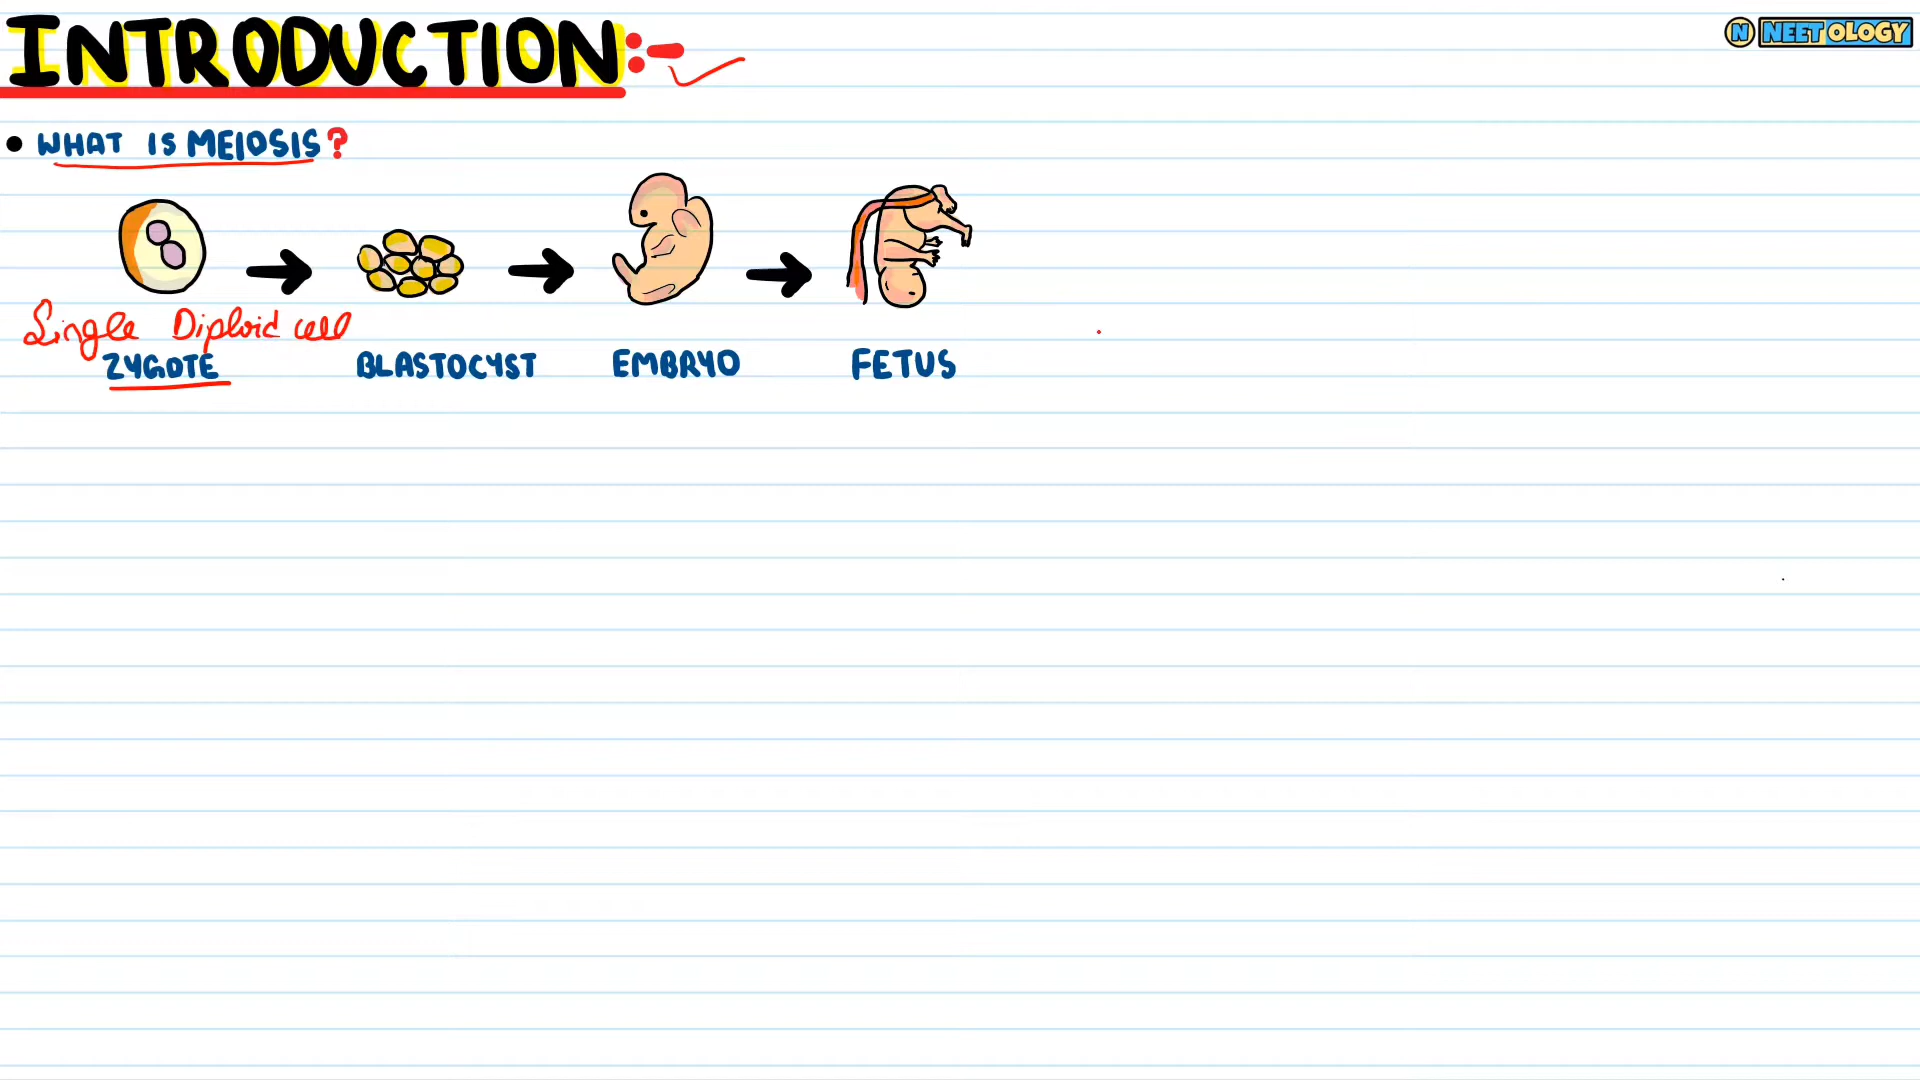 INTRODUCTION:-
N NEETOLOGY
• WHAT IS MEIOSIS?
Single Diploid cell
ZYGOTE BLASTOCYST EMBRYO FETUS